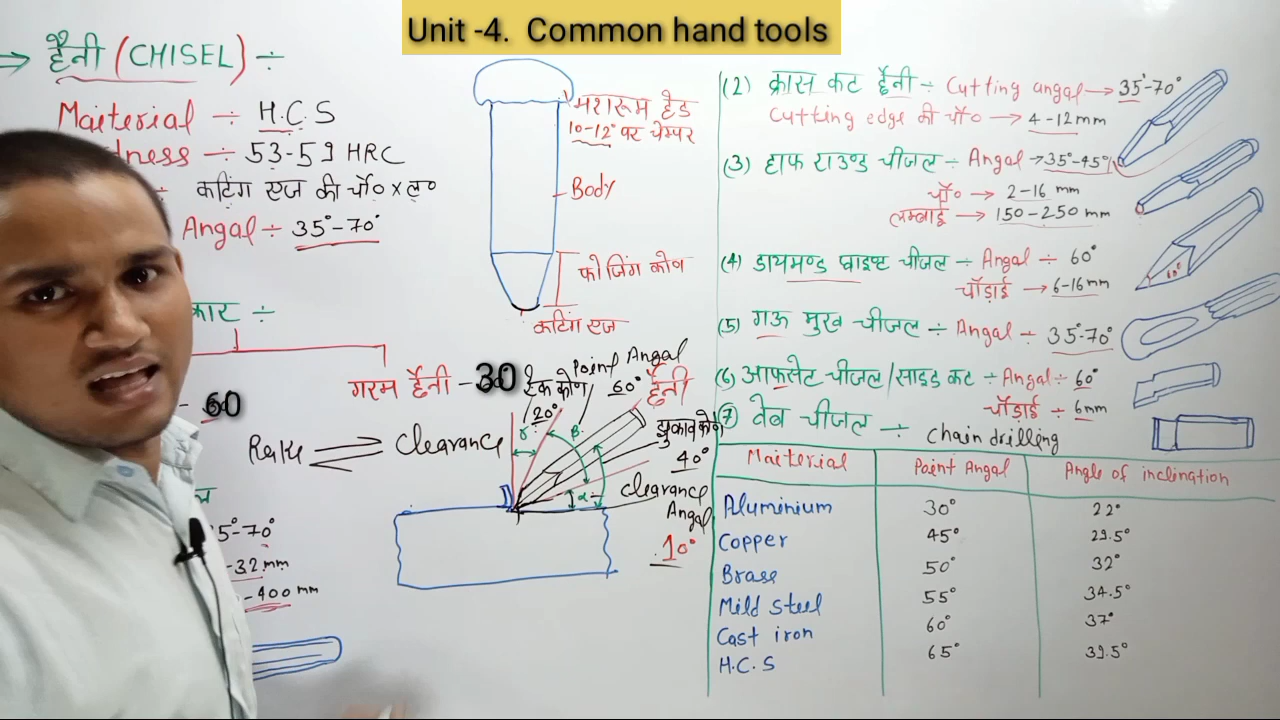 Unit -4. Common hand tools
⇒ छैनी (CHISEL) ÷
Maiterial ÷ H.C.S
dness ÷ 53-59 HRC
÷ कटिंग एज की चौ० x ल०
Angal ÷ 35°-70°
कार ÷
गरम छैनी - 30
60
छैनी
Rake
Clearance
5-70°
-32mm
-400 mm
मशरूम हेड
10-12° पर चेम्पर
Body
फोर्जिंग कोण
कटिंग एज
Point Angal
60°
रेक कोण
20°
γ
β
α
झुकाव कोण
40°
Clearance
Angal
10°
(2) क्रास कट छैनी ÷ Cutting angal → 35°-70°
Cutting edge की चौ० → 4-12mm
(3) हाफ राउण्ड चीजल ÷ Angal → 35°-45°
चौ० → 2-16 mm
लम्बाई → 150-250 mm
(4) डायमण्ड प्वाइण्ट चीजल ÷ Angal ÷ 60°
चौड़ाई → 6-16mm
60°
(5) गऊ मुख चीजल ÷ Angal ÷ 35°-70°
(6) आफसेट चीजल/साइड कट ÷ Angal ÷ 60°
चौड़ाई ÷ 6mm
(7) वेब चीजल ÷ Chain drilling
Maiterial Point Angal Angle of inclination
Aluminium 30° 22°
Copper 45° 29.5°
Brase 50° 32°
Mild steel 55° 34.5°
Cast iron 60° 37°
H.C.S 65° 39.5°